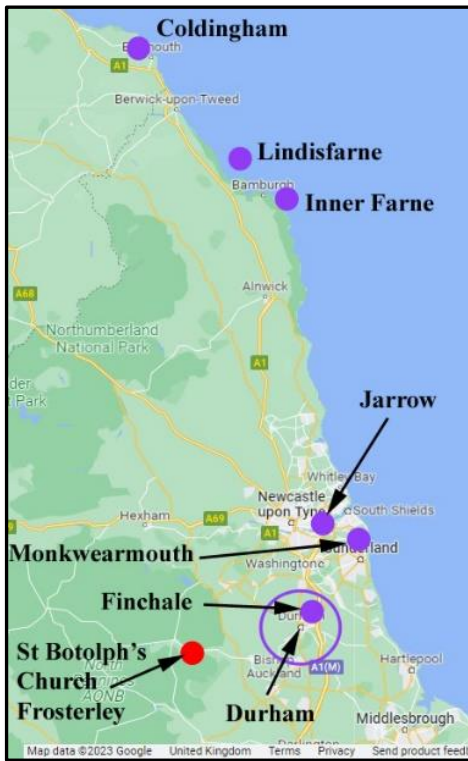 Coldingham
A1
Berwick-upon-Tweed
Lindisfarne
Bamburgh
Inner Farne
Alnwick
A68
Northumberland
National Park
A1
Park
Jarrow
Whitley Bay
Newcastle
upon Tyne
South Shields
Hexham
A69
A1
Monkwearmouth
Washington
Finchale
St Botolph's
Church
Frosterley
AONB
Bishop
Auckland
A1(M)
Hartlepool
Durham
Middlesbrough
Map data ©2023 Google United Kingdom Terms Privacy Send product feed